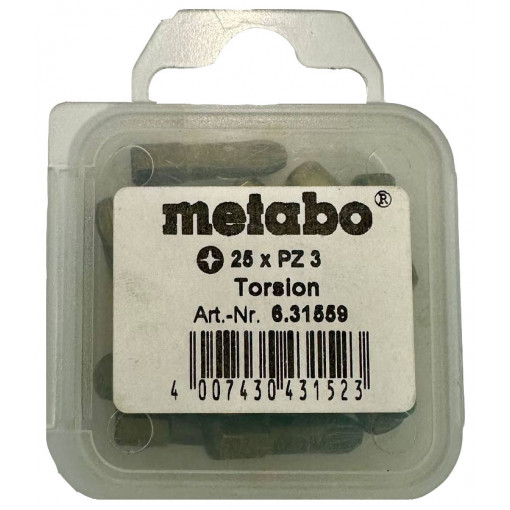 metabo®
25 x PZ 3
Torsion
Art.-Nr. 6.31559
4 007430 431523